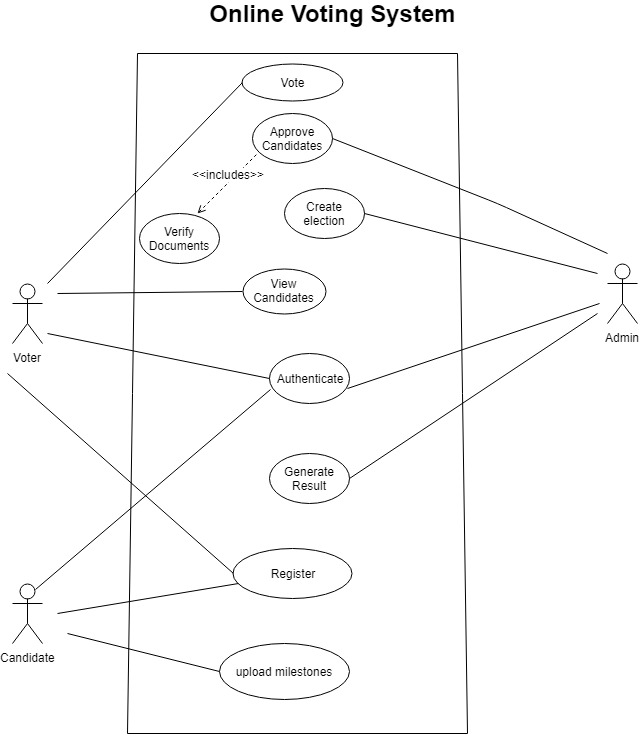 Online Voting System
Vote
Approve
Candidates
<<includes>>
Create
election
Verify
Documents
View
Candidates
Voter
Admin
Authenticate
Generate
Result
Register
Candidate
upload milestones